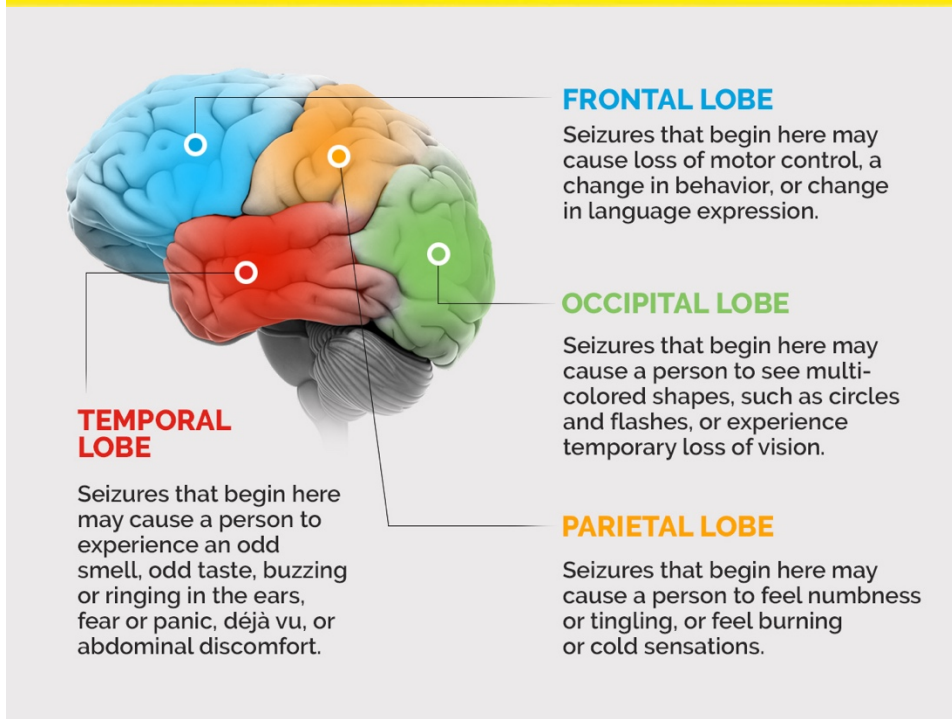 FRONTAL LOBE
Seizures that begin here may
cause loss of motor control, a
change in behavior, or change
in language expression.
OCCIPITAL LOBE
Seizures that begin here may
cause a person to see multi-
colored shapes, such as circles
and flashes, or experience
temporary loss of vision.
TEMPORAL
LOBE
Seizures that begin here
may cause a person to
experience an odd
smell, odd taste, buzzing
or ringing in the ears,
fear or panic, déjà vu, or
abdominal discomfort.
PARIETAL LOBE
Seizures that begin here may
cause a person to feel numbness
or tingling, or feel burning
or cold sensations.